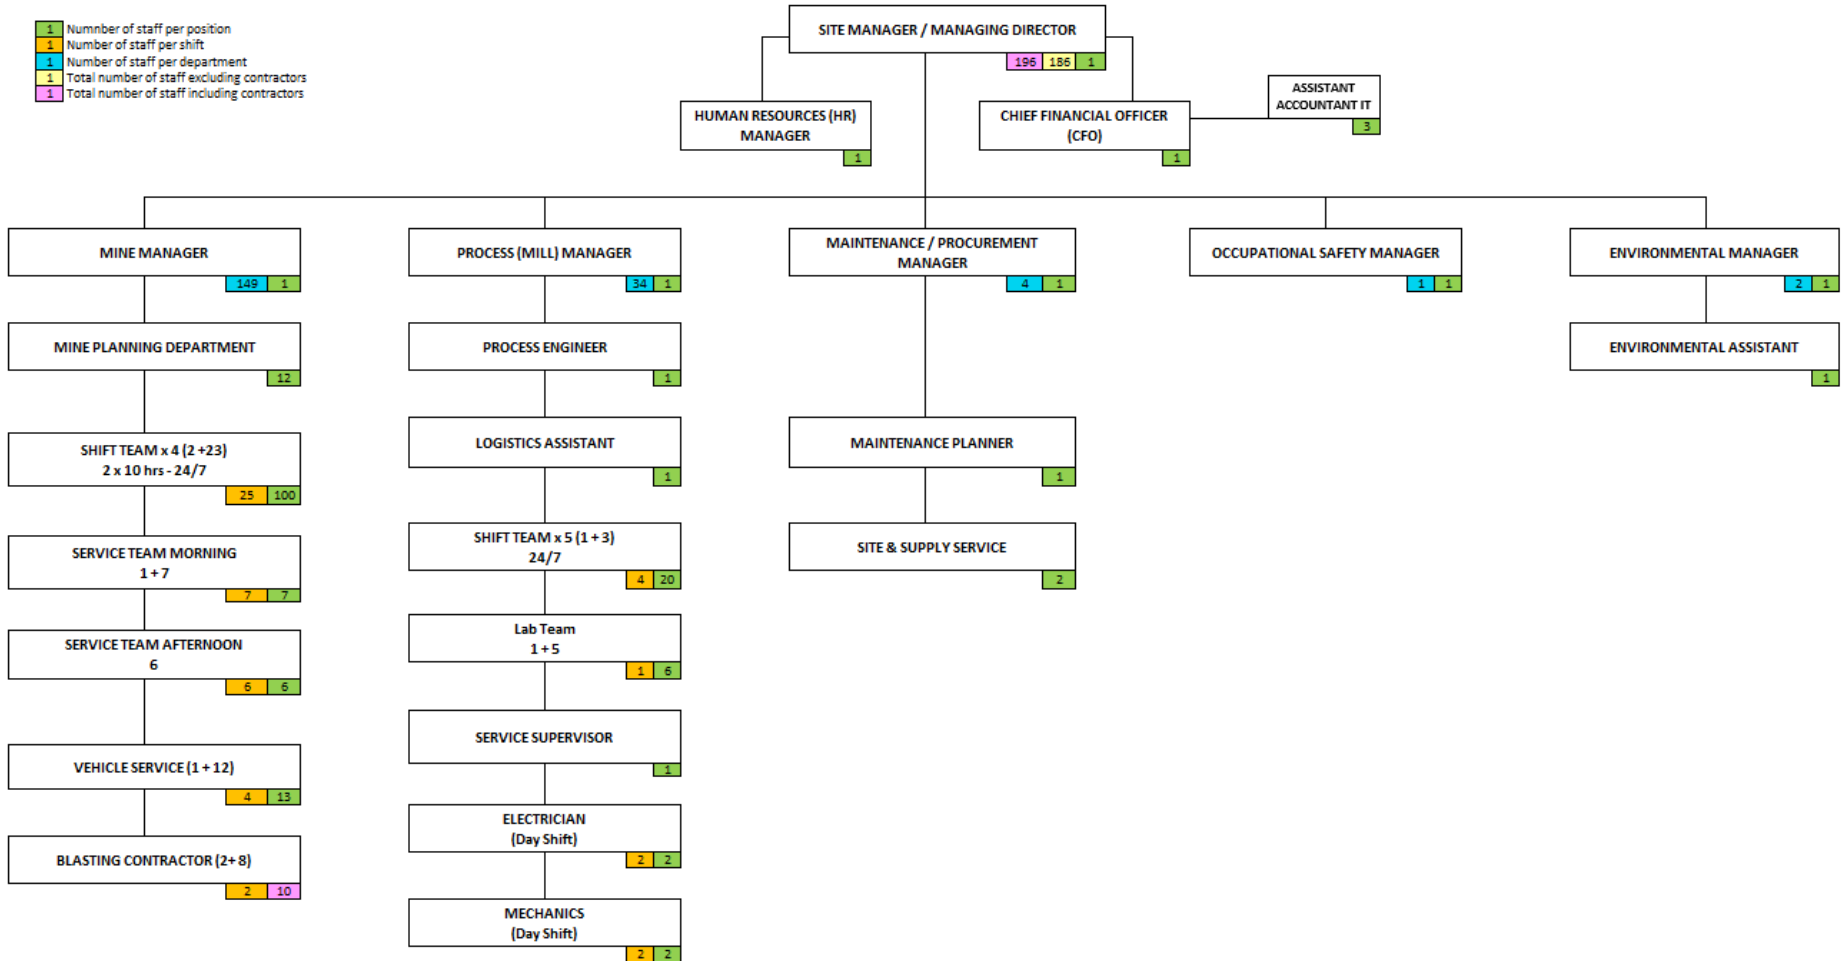 1 Numnber of staff per position
1 Number of staff per shift
1 Number of staff per department
1 Total number of staff excluding contractors
1 Total number of staff including contractors
SITE MANAGER / MANAGING DIRECTOR
196 186 1
HUMAN RESOURCES (HR)
MANAGER
1
CHIEF FINANCIAL OFFICER
(CFO)
1
ASSISTANT
ACCOUNTANT IT
3
MINE MANAGER
149 1
MINE PLANNING DEPARTMENT
12
SHIFT TEAM x 4 (2 +23)
2 x 10 hrs - 24/7
25 100
SERVICE TEAM MORNING
1 + 7
7 7
SERVICE TEAM AFTERNOON
6
6 6
VEHICLE SERVICE (1 + 12)
4 13
BLASTING CONTRACTOR (2+ 8)
2 10
PROCESS (MILL) MANAGER
34 1
PROCESS ENGINEER
1
LOGISTICS ASSISTANT
1
SHIFT TEAM x 5 (1 + 3)
24/7
4 20
Lab Team
1 + 5
1 6
SERVICE SUPERVISOR
1
ELECTRICIAN
(Day Shift)
2 2
MECHANICS
(Day Shift)
2 2
MAINTENANCE / PROCUREMENT
MANAGER
4 1
MAINTENANCE PLANNER
1
SITE & SUPPLY SERVICE
2
OCCUPATIONAL SAFETY MANAGER
1 1
ENVIRONMENTAL MANAGER
2 1
ENVIRONMENTAL ASSISTANT
1